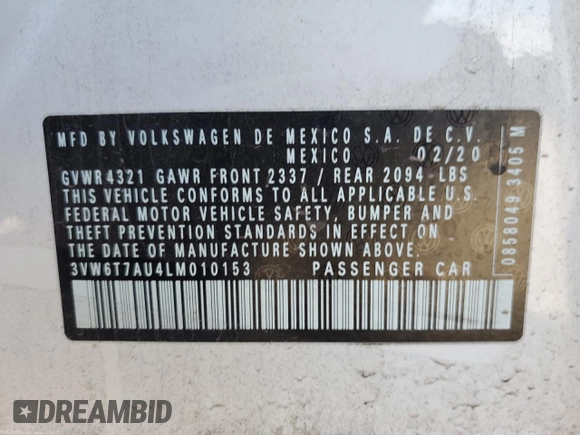 MFD BY VOLKSWAGEN DE MEXICO S.A. DE C.V.
MEXICO 02/20
GVWR 4321 GAWR FRONT 2337 / REAR 2094 LBS
THIS VEHICLE CONFORMS TO ALL APPLICABLE U.S.
FEDERAL MOTOR VEHICLE SAFETY, BUMPER AND
THEFT PREVENTION STANDARDS IN EFFECT ON
THE DATE OF MANUFACTURE SHOWN ABOVE.
3VW6T7AU4LM010153 PASSENGER CAR
0858049 3405 M
DREAMBID